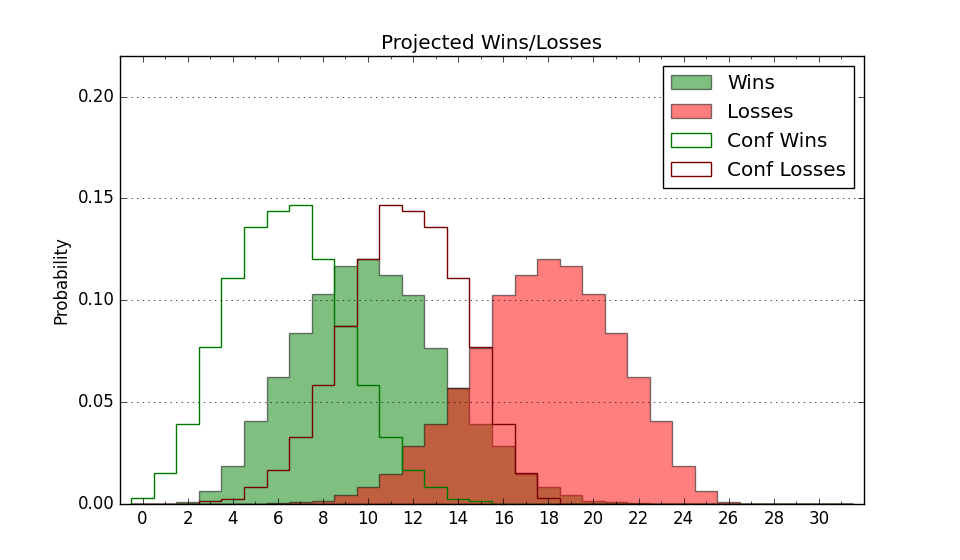 Projected Wins/Losses
Wins
Losses
Conf Wins
Conf Losses
Probability
0.20
0.15
0.10
0.05
0.00
0 2 4 6 8 10 12 14 16 18 20 22 24 26 28 30